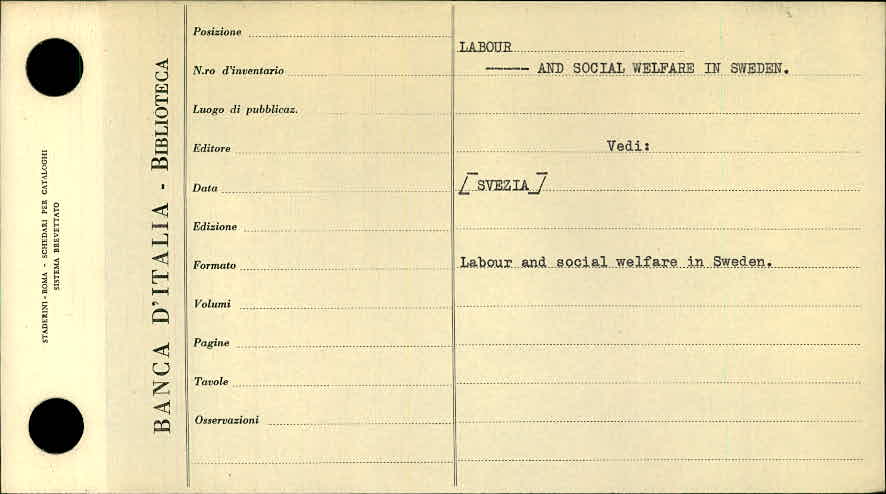 STADERINI - ROMA - SCHEDARI PER CATALOGHI
SISTEMA BREVETTATO
BANCA D'ITALIA - BIBLIOTECA
Posizione
N.ro d'inventario
Luogo di pubblicaz.
Editore
Data
Edizione
Formato
Volumi
Pagine
Tavole
Osservazioni
LABOUR
----- AND SOCIAL WELFARE IN SWEDEN.
Vedi:
/ SVEZIA /
Labour and social welfare in Sweden.